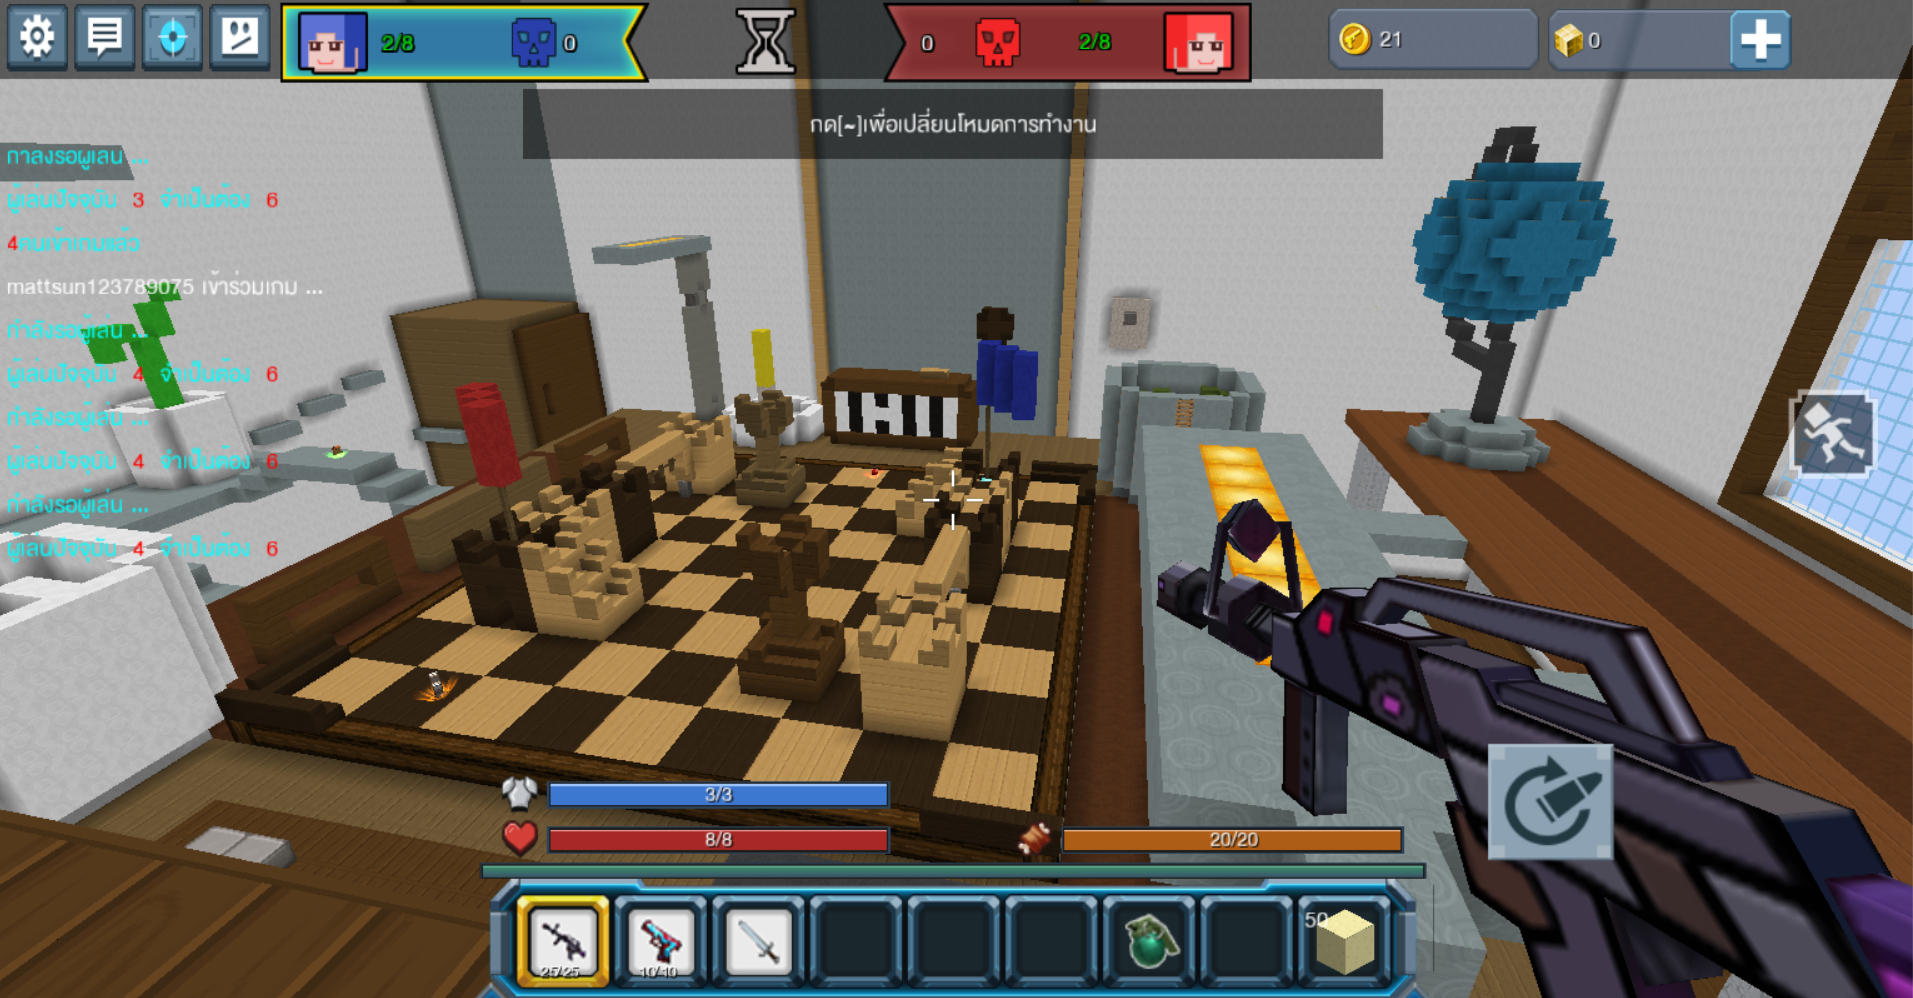 2/8
0
0
2/8
21
0
กด[~]เพื่อเปลี่ยนโหมดการทำงาน
กำลังรอผู้เล่น ...
ผู้เล่นปัจจุบัน 3 จำเป็นต้อง 6
4คนเข้าเกมแล้ว
mattsun123789075 เข้าร่วมเกม ...
กำลังรอผู้เล่น ...
ผู้เล่นปัจจุบัน 4 จำเป็นต้อง 6
กำลังรอผู้เล่น ...
ผู้เล่นปัจจุบัน 4 จำเป็นต้อง 6
กำลังรอผู้เล่น ...
ผู้เล่นปัจจุบัน 4 จำเป็นต้อง 6
3/3
8/8
20/20
25/25
10/10
50